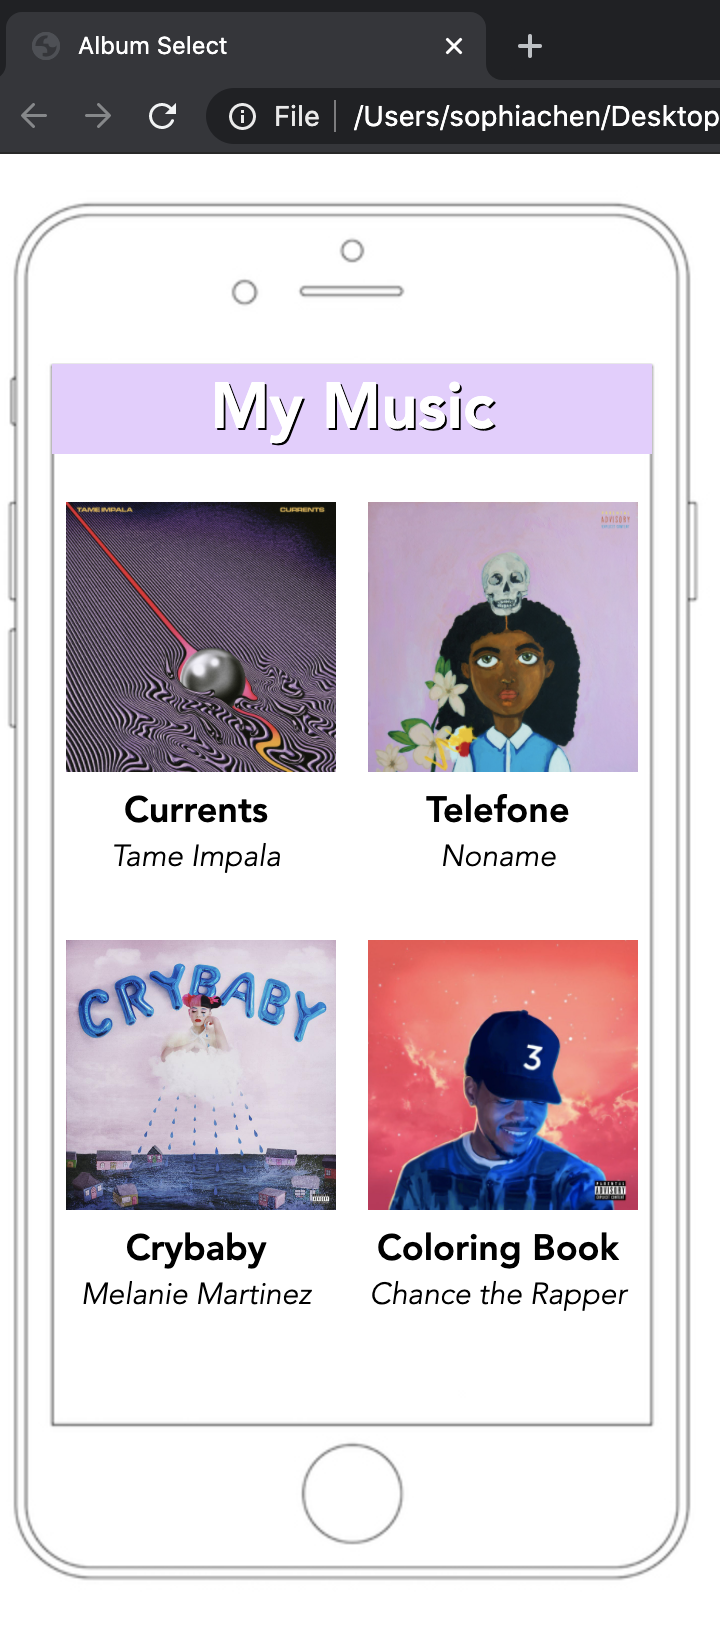 Album Select
File
/Users/sophiachen/Desktop
My Music
TAME IMPALA
CURRENTS
ADVISORY
Currents
Tame Impala
Telefone
Noname
CRYBABY
3
ADVISORY
Crybaby
Melanie Martinez
Coloring Book
Chance the Rapper